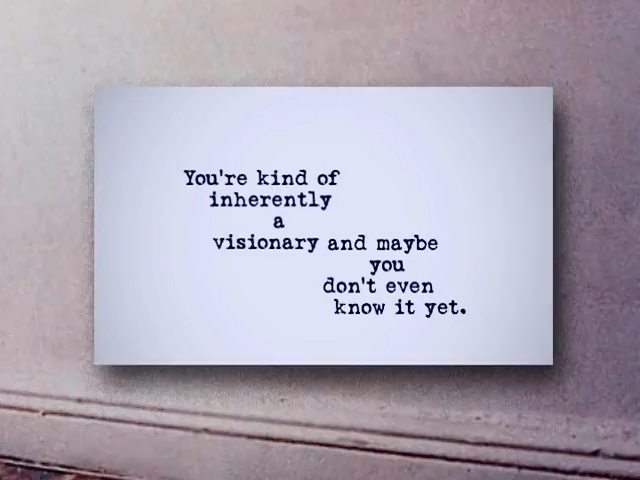 You're kind of
inherently
a
visionary and maybe
you
don't even
know it yet.